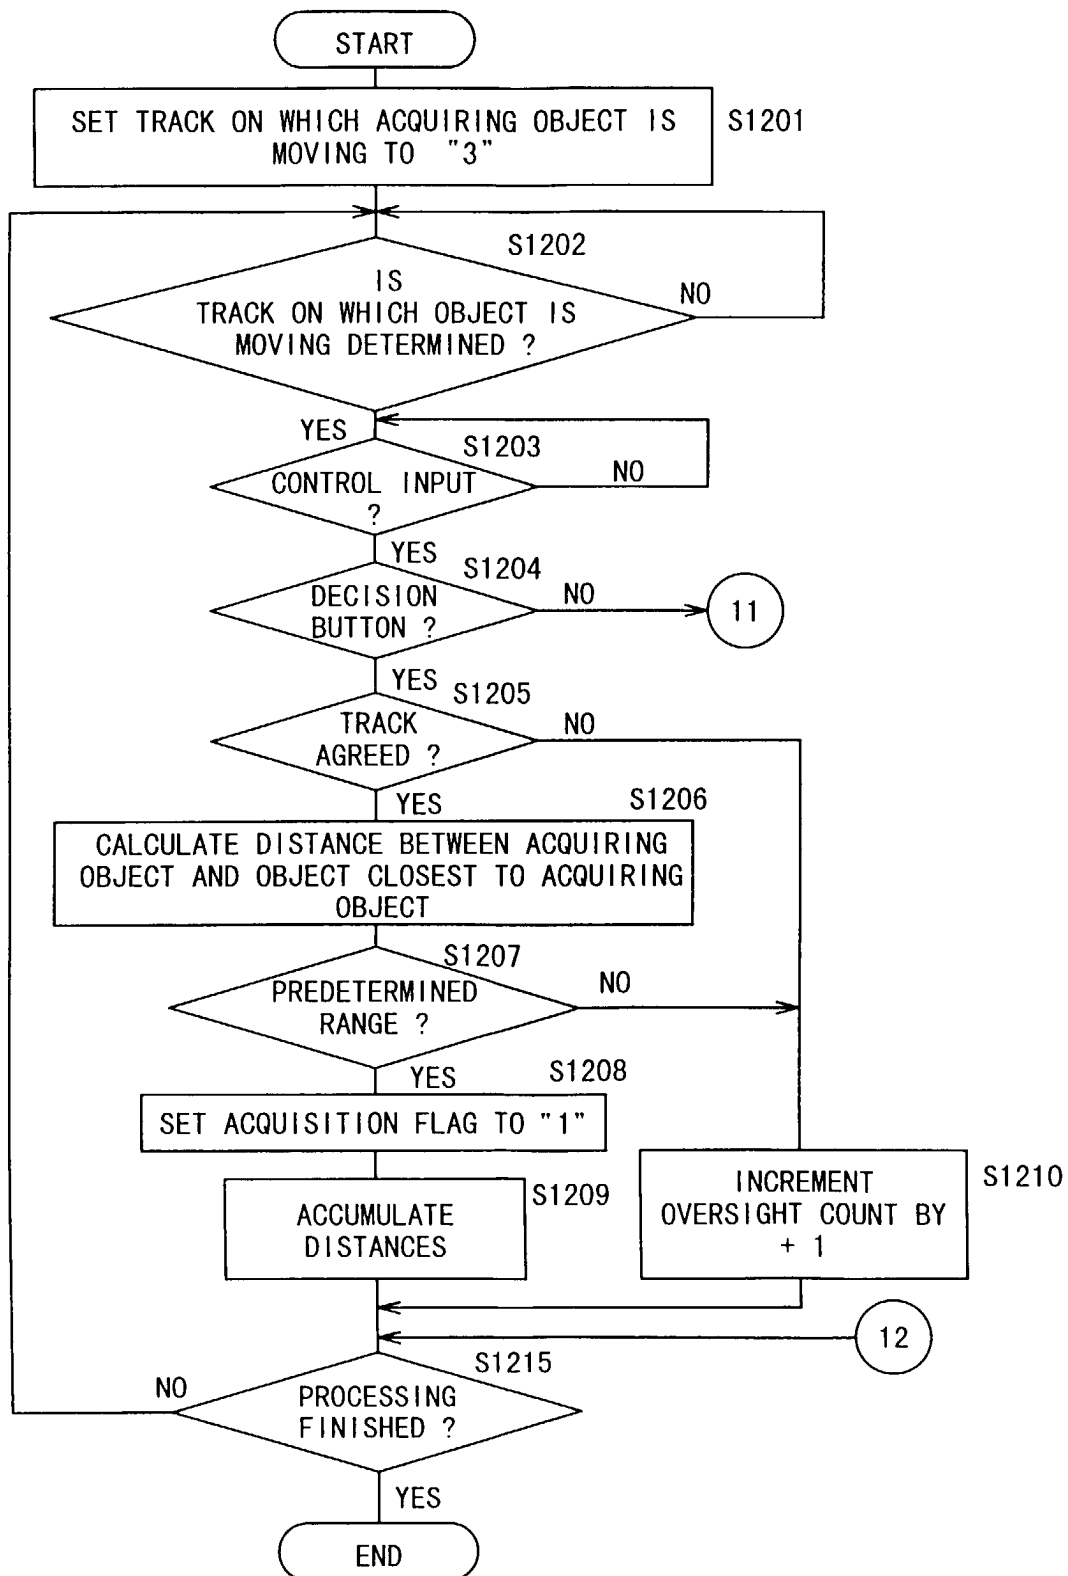 START
SET TRACK ON WHICH ACQUIRING OBJECT IS
MOVING TO "3"
S1201
S1202
IS
TRACK ON WHICH OBJECT IS
MOVING DETERMINED ?
NO
YES
S1203
CONTROL INPUT
?
NO
YES
S1204
DECISION
BUTTON ?
NO
11
YES
S1205
TRACK
AGREED ?
NO
YES
S1206
CALCULATE DISTANCE BETWEEN ACQUIRING
OBJECT AND OBJECT CLOSEST TO ACQUIRING
OBJECT
S1207
PREDETERMINED
RANGE ?
NO
YES
S1208
SET ACQUISITION FLAG TO "1"
S1209
ACCUMULATE
DISTANCES
INCREMENT
OVERSIGHT COUNT BY
+ 1
S1210
12
S1215
NO
PROCESSING
FINISHED ?
YES
END